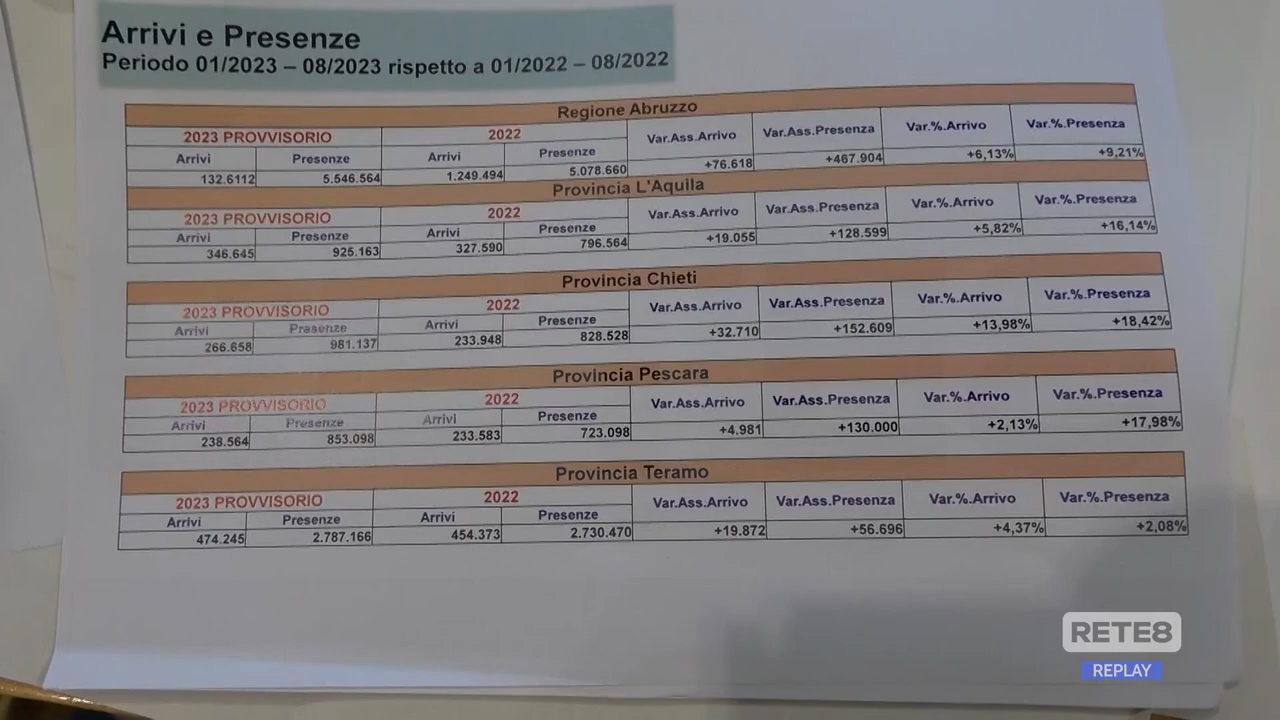 Arrivi e Presenze
Periodo 01/2023 – 08/2023 rispetto a 01/2022 – 08/2022
Regione Abruzzo
2023 PROVVISORIO 2022 Var.Ass.Arrivo Var.Ass.Presenza Var.%.Arrivo Var.%.Presenza
Arrivi Presenze Arrivi Presenze
132.6112 5.546.564 1.249.494 5.078.660 +76.618 +467.904 +6,13% +9,21%
Provincia L'Aquila
2023 PROVVISORIO 2022 Var.Ass.Arrivo Var.Ass.Presenza Var.%.Arrivo Var.%.Presenza
Arrivi Presenze Arrivi Presenze
346.645 925.163 327.590 796.564 +19.055 +128.599 +5,82% +16,14%
Provincia Chieti
2023 PROVVISORIO 2022 Var.Ass.Arrivo Var.Ass.Presenza Var.%.Arrivo Var.%.Presenza
Arrivi Presenze Arrivi Presenze
266.658 981.137 233.948 828.528 +32.710 +152.609 +13,98% +18,42%
Provincia Pescara
2023 PROVVISORIO 2022 Var.Ass.Arrivo Var.Ass.Presenza Var.%.Arrivo Var.%.Presenza
Arrivi Presenze Arrivi Presenze
238.564 853.098 233.583 723.098 +4.981 +130.000 +2,13% +17,98%
Provincia Teramo
2023 PROVVISORIO 2022 Var.Ass.Arrivo Var.Ass.Presenza Var.%.Arrivo Var.%.Presenza
Arrivi Presenze Arrivi Presenze
474.245 2.787.166 454.373 2.730.470 +19.872 +56.696 +4,37% +2,08%
RETE8
REPLAY